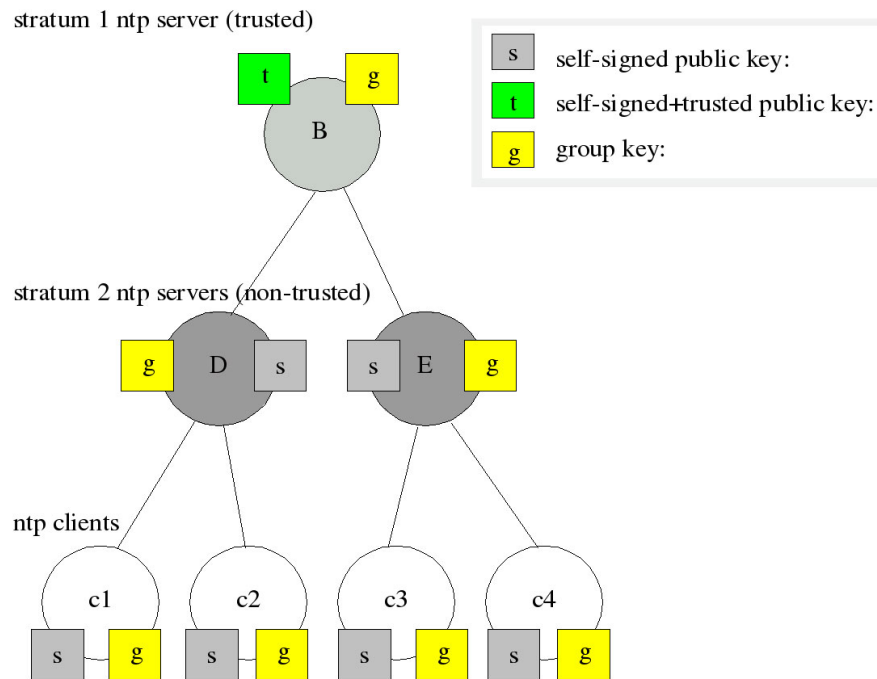 stratum 1 ntp server (trusted)
s self-signed public key:
t self-signed+trusted public key:
g group key:
t g
B
stratum 2 ntp servers (non-trusted)
g D s s E g
ntp clients
c1 c2 c3 c4
s g s g s g s g